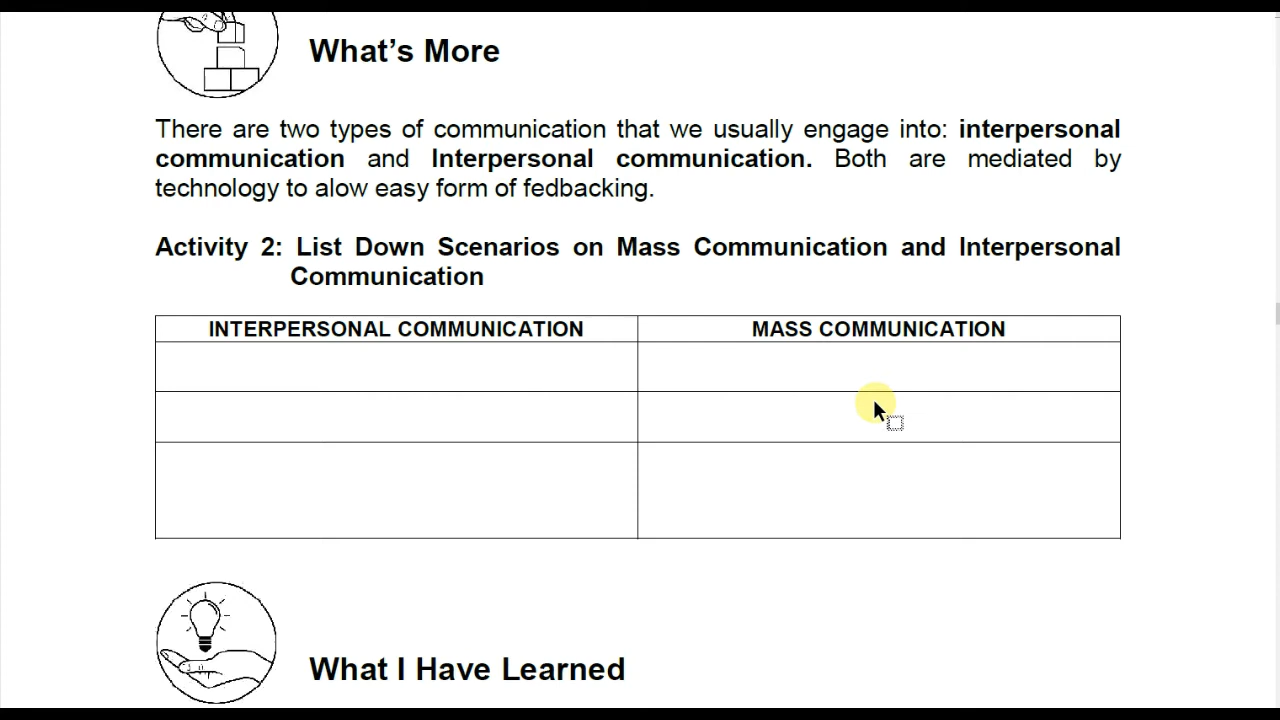 What's More
There are two types of communication that we usually engage into: interpersonal
communication and Interpersonal communication. Both are mediated by
technology to alow easy form of fedbacking.
Activity 2: List Down Scenarios on Mass Communication and Interpersonal
Communication
INTERPERSONAL COMMUNICATION MASS COMMUNICATION
What I Have Learned